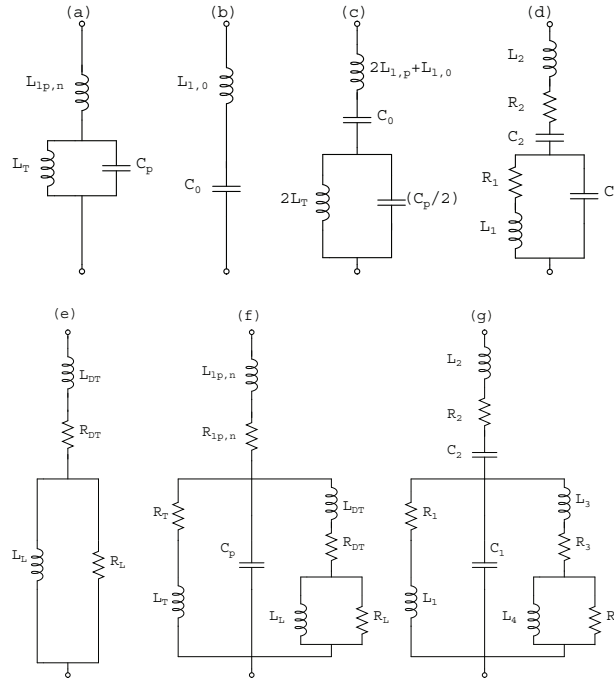 (a)
L1p,n
LT
Cp
(b)
L1,0
C0
(c)
2L1,p+L1,0
C0
2LT
(Cp/2)
(d)
L2
R2
C2
R1
L1
C
(e)
LDT
RDT
LL
RL
(f)
L1p,n
R1p,n
RT
LT
Cp
LDT
RDT
LL
RL
(g)
L2
R2
C2
R1
L1
C1
L3
R3
L4
R